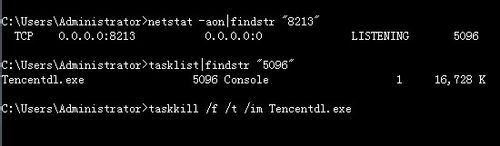 C:\Users\Administrator>netstat -aon|findstr "8213"
TCP 0.0.0.0:8213 0.0.0.0:0 LISTENING 5096
C:\Users\Administrator>tasklist|findstr "5096"
Tencentdl.exe 5096 Console 1 16,728 K
C:\Users\Administrator>taskkill /f /t /im Tencentdl.exe